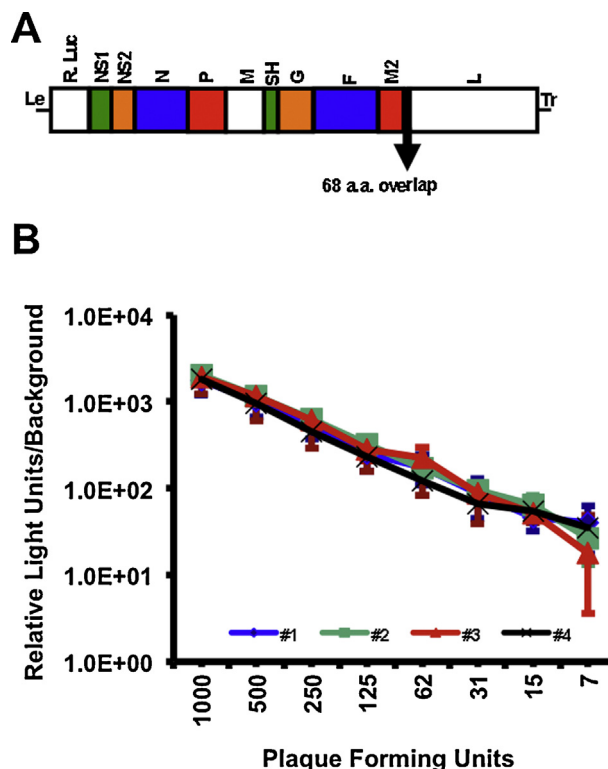 A
R. Luc NS1 NS2 N P M SH G F M2 L
Le Tr
68 a.a. overlap
B
Relative Light Units/Background
1.0E+04
1.0E+03
1.0E+02
1.0E+01
1.0E+00
#1 #2 #3 #4
1000 500 250 125 62 31 15 7
Plaque Forming Units